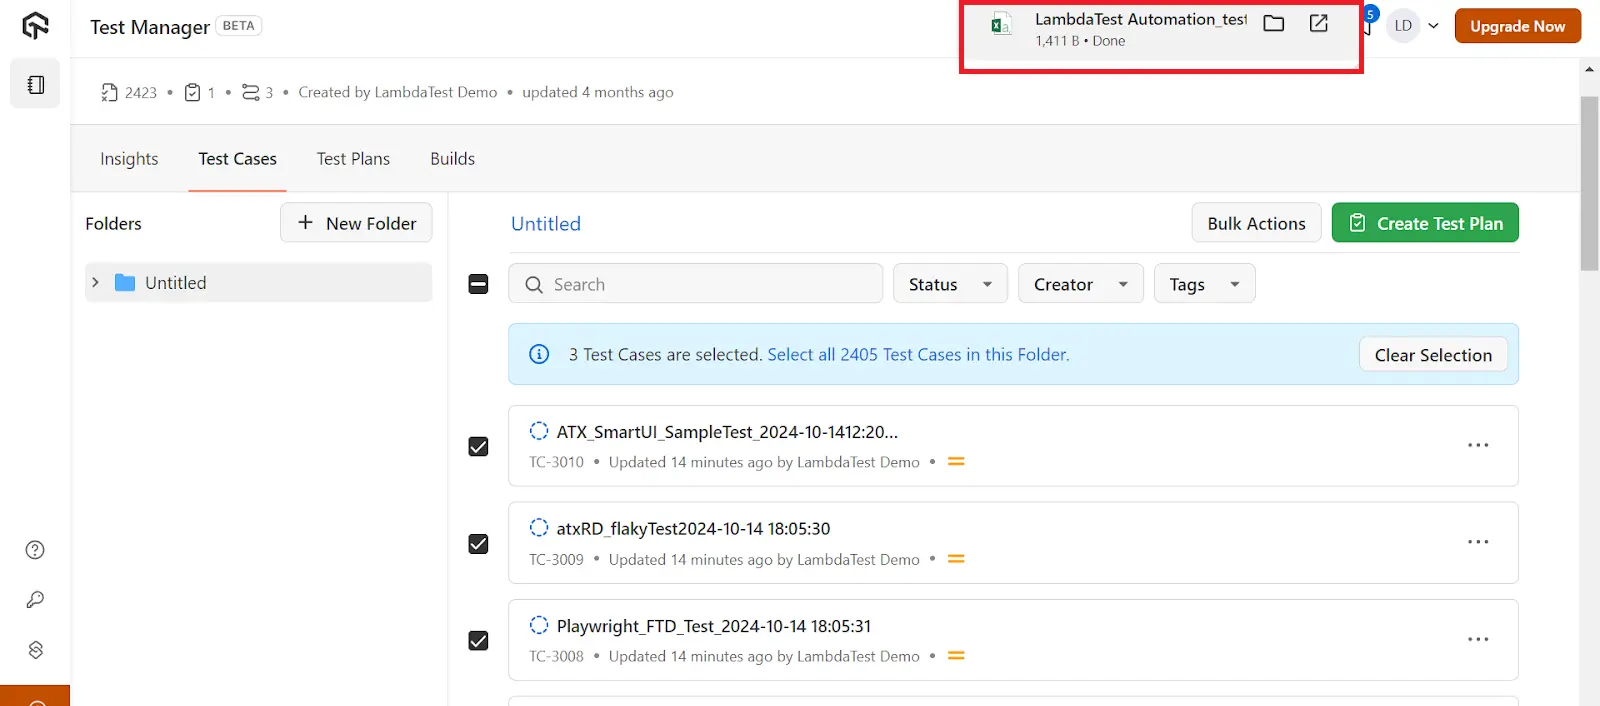 Test Manager BETA
LambdaTest Automation_test
1,411 B • Done
5
LD
Upgrade Now
2423 • 1 • 3 • Created by LambdaTest Demo • updated 4 months ago
Insights Test Cases Test Plans Builds
Folders
+ New Folder
Untitled
Untitled
Bulk Actions
Create Test Plan
Search
Status
Creator
Tags
3 Test Cases are selected. Select all 2405 Test Cases in this Folder.
Clear Selection
ATX_SmartUI_SampleTest_2024-10-1412:20...
TC-3010 • Updated 14 minutes ago by LambdaTest Demo •
atxRD_flakyTest2024-10-14 18:05:30
TC-3009 • Updated 14 minutes ago by LambdaTest Demo •
Playwright_FTD_Test_2024-10-14 18:05:31
TC-3008 • Updated 14 minutes ago by LambdaTest Demo •